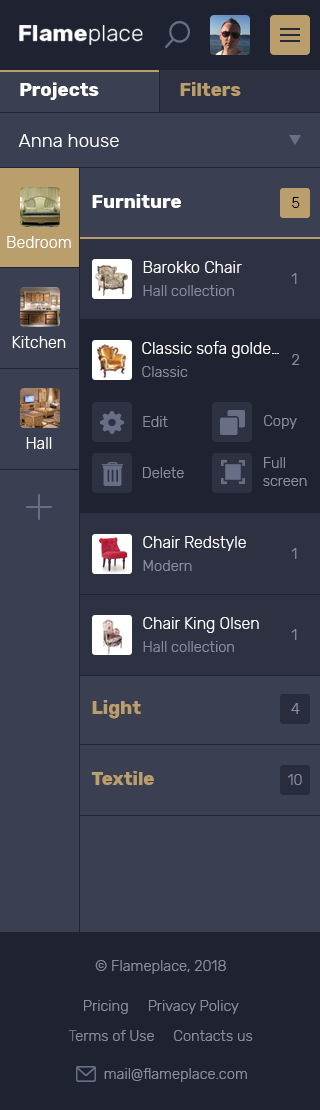 Flameplace
Projects
Filters
Anna house
Bedroom
Kitchen
Hall
Furniture
5
Barokko Chair
Hall collection
1
Classic sofa golde...
Classic
2
Edit
Copy
Delete
Full
screen
Chair Redstyle
Modern
1
Chair King Olsen
Hall collection
1
Light
4
Textile
10
© Flameplace, 2018
Pricing Privacy Policy
Terms of Use Contacts us
mail@flameplace.com